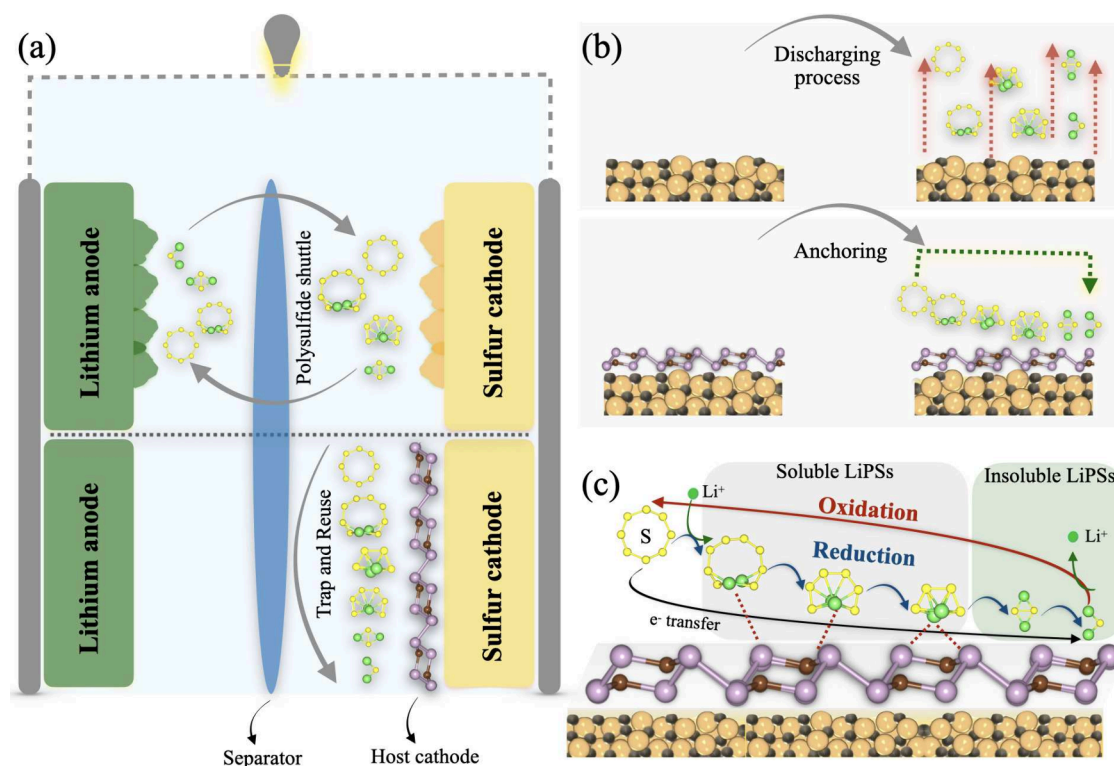 (a)
Lithium anode
Polysulfide shuttle
Sulfur cathode
Lithium anode
Trap and Reuse
Sulfur cathode
Separator
Host cathode
(b)
Discharging
process
Anchoring
(c)
Soluble LiPSs
Insoluble LiPSs
Li⁺
Oxidation
Li⁺
S
Reduction
e⁻ transfer